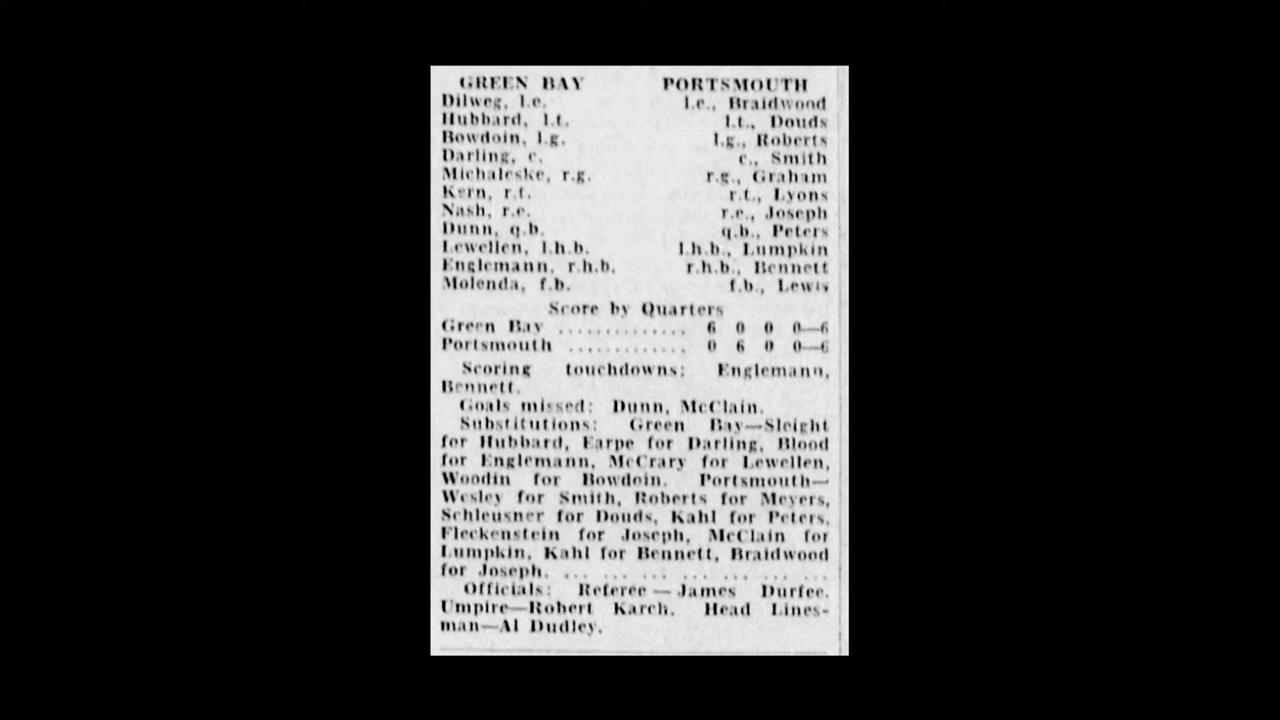 GREEN BAY PORTSMOUTH
Dilweg, l.e. l.e., Braidwood
Hubbard, l.t. l.t., Douds
Bowdoin, l.g. l.g., Roberts
Darling, c. c., Smith
Michaleske, r.g. r.g., Graham
Kern, r.t. r.t., Lyons
Nash, r.e. r.e., Joseph
Dunn, q.b. q.b., Peters
Lewellen, l.h.b. l.h.b., Lumpkin
Englemann, r.h.b. r.h.b., Bennett
Molenda, f.b. f.b., Lewis
Score by Quarters
Green Bay ............. 6 0 0 0—6
Portsmouth ............ 0 6 0 0—6
Scoring touchdowns: Englemann,
Bennett.
Goals missed: Dunn, McClain.
Substitutions: Green Bay—Sleight
for Hubbard, Earpe for Darling, Blood
for Englemann, McCrary for Lewellen,
Woodin for Bowdoin. Portsmouth—
Wesley for Smith, Roberts for Meyers,
Schleusner for Douds, Kahl for Peters,
Fleckenstein for Joseph, McClain for
Lumpkin, Kahl for Bennett, Braidwood
for Joseph. ... ... ... ... ... ... ...
Officials: Referee — James Durfee.
Umpire—Robert Karch. Head Lines-
man—Al Dudley.